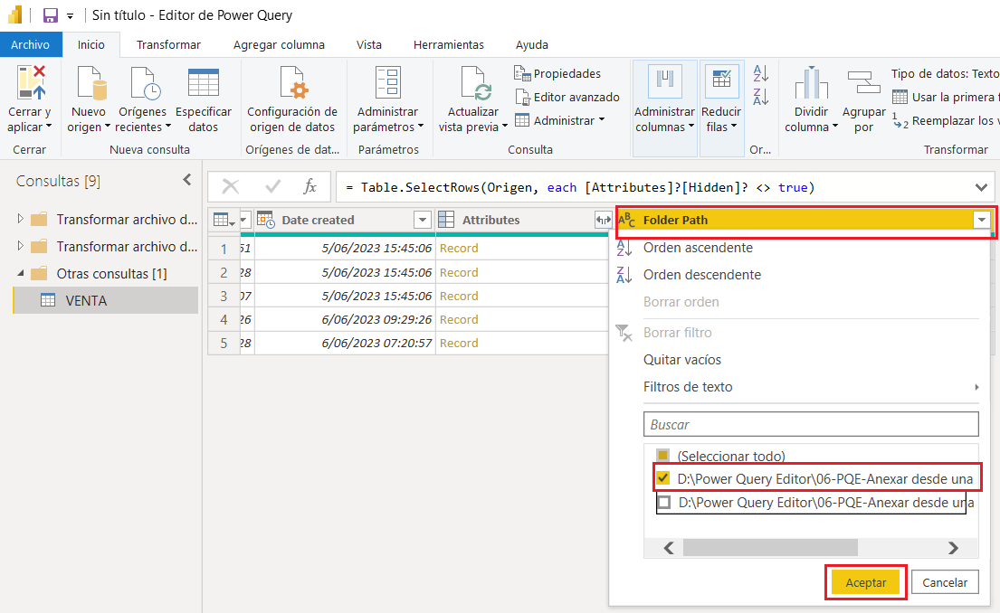 Sin título - Editor de Power Query
Archivo Inicio Transformar Agregar columna Vista Herramientas Ayuda
Cerrar y aplicar
Nuevo origen
Orígenes recientes
Especificar datos
Configuración de origen de datos
Administrar parámetros
Actualizar vista previa
Propiedades
Editor avanzado
Administrar
Administrar columnas
Reducir filas
Dividir columna
Agrupar por
Tipo de datos: Texto
Usar la primera f
Reemplazar los v
Cerrar Nueva consulta Orígenes de dat... Parámetros Consulta Or... Transformar
Consultas [9]
Transformar archivo d...
Transformar archivo d...
Otras consultas [1]
VENTA
fx = Table.SelectRows(Origen, each [Attributes]?[Hidden]? <> true)
Date created Attributes ABC Folder Path
1 51 5/06/2023 15:45:06 Record
2 28 5/06/2023 15:45:06 Record
3 07 5/06/2023 15:45:06 Record
4 26 6/06/2023 09:29:26 Record
5 28 6/06/2023 07:20:57 Record
Orden ascendente
Orden descendente
Borrar orden
Borrar filtro
Quitar vacíos
Filtros de texto
Buscar
(Seleccionar todo)
D:\Power Query Editor\06-PQE-Anexar desde una
D:\Power Query Editor\06-PQE-Anexar desde una
Aceptar Cancelar